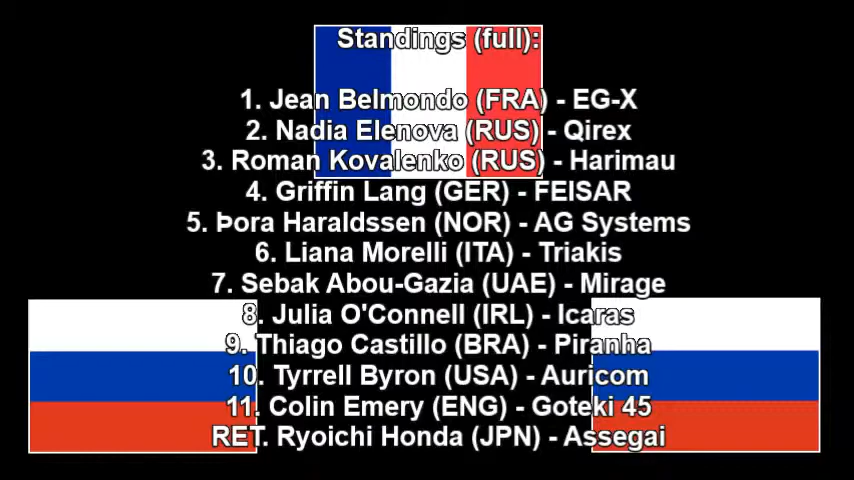 Standings (full):
1. Jean Belmondo (FRA) - EG-X
2. Nadia Elenova (RUS) - Qirex
3. Roman Kovalenko (RUS) - Harimau
4. Griffin Lang (GER) - FEISAR
5. Þora Haraldssen (NOR) - AG Systems
6. Liana Morelli (ITA) - Triakis
7. Sebak Abou-Gazia (UAE) - Mirage
8. Julia O'Connell (IRL) - Icaras
9. Thiago Castillo (BRA) - Piranha
10. Tyrrell Byron (USA) - Auricom
11. Colin Emery (ENG) - Goteki 45
RET. Ryoichi Honda (JPN) - Assegai